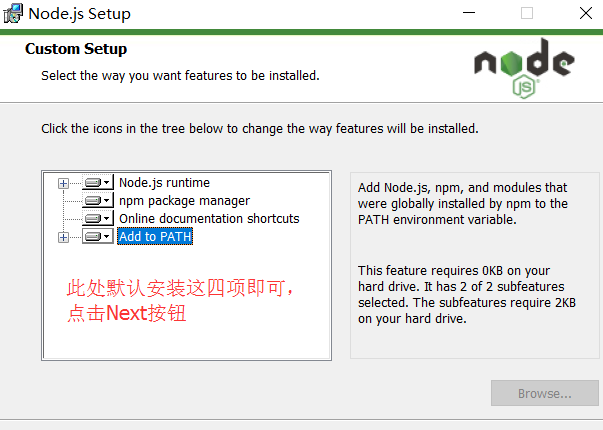 Node.js Setup
Custom Setup
Select the way you want features to be installed.
node
JS
Click the icons in the tree below to change the way features will be installed.
Node.js runtime
npm package manager
Online documentation shortcuts
Add to PATH
此处默认安装这四项即可，
点击Next按钮
Add Node.js, npm, and modules that
were globally installed by npm to the
PATH environment variable.
This feature requires 0KB on your
hard drive. It has 2 of 2 subfeatures
selected. The subfeatures require 2KB
on your hard drive.
Browse...